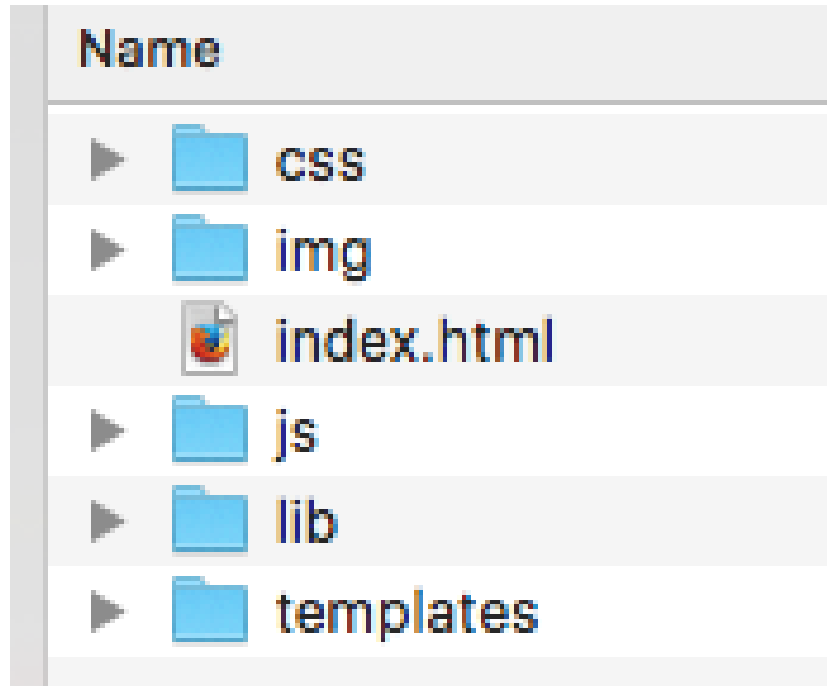 Name
css
img
index.html
js
lib
templates